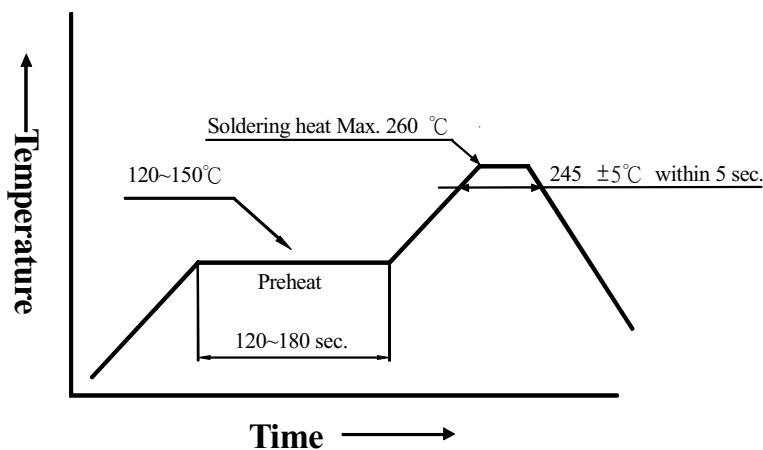 Soldering heat Max. 260 ℃
120~150℃
245 ±5℃ within 5 sec.
Temperature
Preheat
120~180 sec.
Time